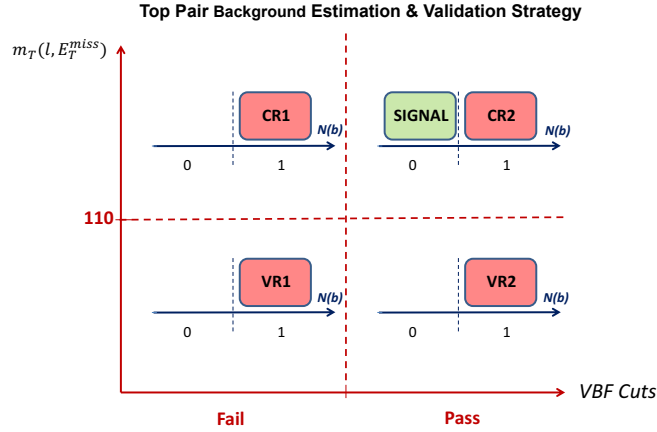 Top Pair Background Estimation & Validation Strategy
m_T(l, E_T^{miss})
CR1 N(b)
0 1
SIGNAL CR2 N(b)
0 1
110
VR1 N(b)
0 1
VR2 N(b)
0 1
VBF Cuts
Fail Pass